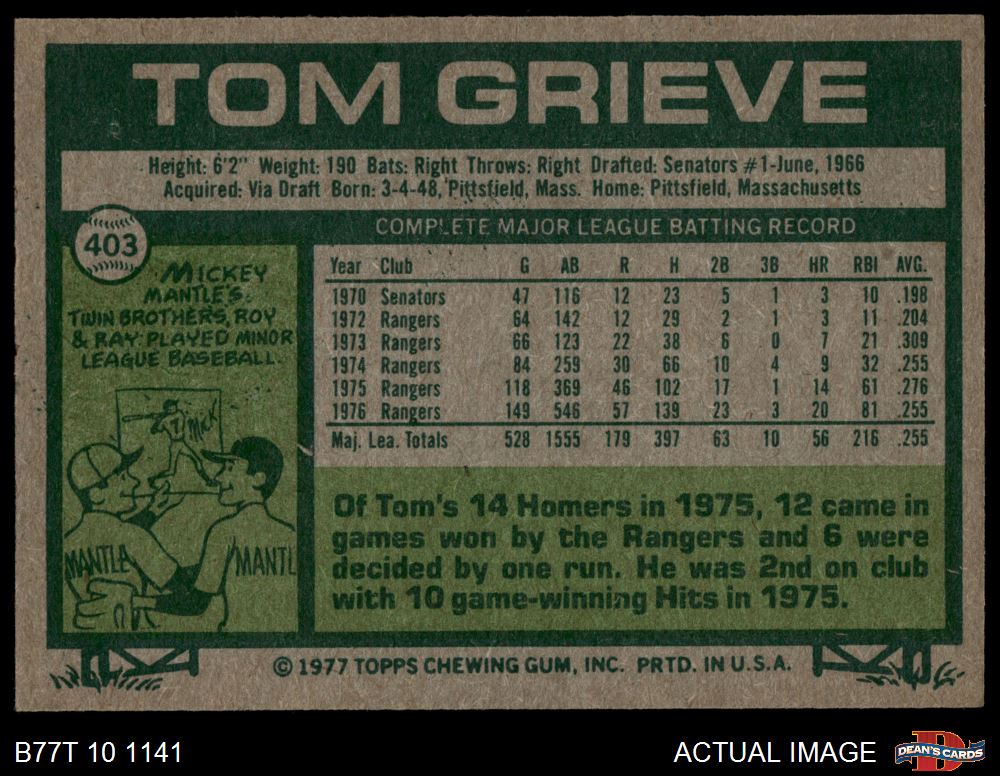 TOM GRIEVE
Height: 6'2" Weight: 190 Bats: Right Throws: Right Drafted: Senators #1-June, 1966
Acquired: Via Draft Born: 3-4-48, Pittsfield, Mass. Home: Pittsfield, Massachusetts
403
MICKEY
MANTLE'S
TWIN BROTHERS, ROY
& RAY PLAYED MINOR
LEAGUE BASEBALL.
Mick
7
MANTLE
MANTL
COMPLETE MAJOR LEAGUE BATTING RECORD
Year Club G AB R H 2B 3B HR RBI AVG.
1970 Senators 47 116 12 23 5 1 3 10 .198
1972 Rangers 64 142 12 29 2 1 3 11 .204
1973 Rangers 66 123 22 38 6 0 7 21 .309
1974 Rangers 84 259 30 66 10 4 9 32 .255
1975 Rangers 118 369 46 102 17 1 14 61 .276
1976 Rangers 149 546 57 139 23 3 20 81 .255
Maj. Lea. Totals 528 1555 179 397 63 10 56 216 .255
Of Tom's 14 Homers in 1975, 12 came in
games won by the Rangers and 6 were
decided by one run. He was 2nd on club
with 10 game-winning Hits in 1975.
© 1977 TOPPS CHEWING GUM, INC. PRTD. IN U.S.A.
B77T 10 1141
ACTUAL IMAGE
DEAN'S CARDS